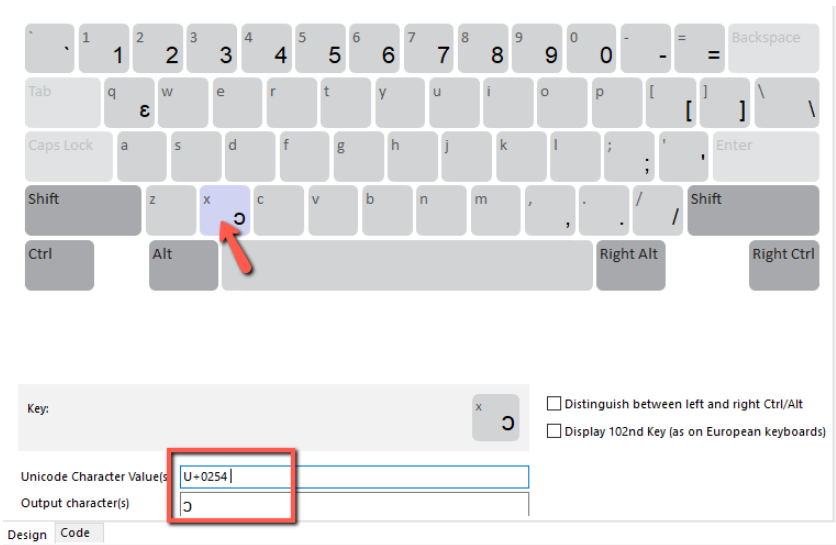 ` ` 1 1 2 2 3 3 4 4 5 5 6 6 7 7 8 8 9 9 0 0 - - = = Backspace
Tab q ɛ w e r t y u i o p [ [ ] ] \ \
Caps Lock a s d f g h j k l ; ; ' ' Enter
Shift z x ɔ c v b n m , , . . / / Shift
Ctrl Alt Right Alt Right Ctrl
Key: x ɔ
Distinguish between left and right Ctrl/Alt
Display 102nd Key (as on European keyboards)
Unicode Character Value(s U+0254
Output character(s) ɔ
Design Code